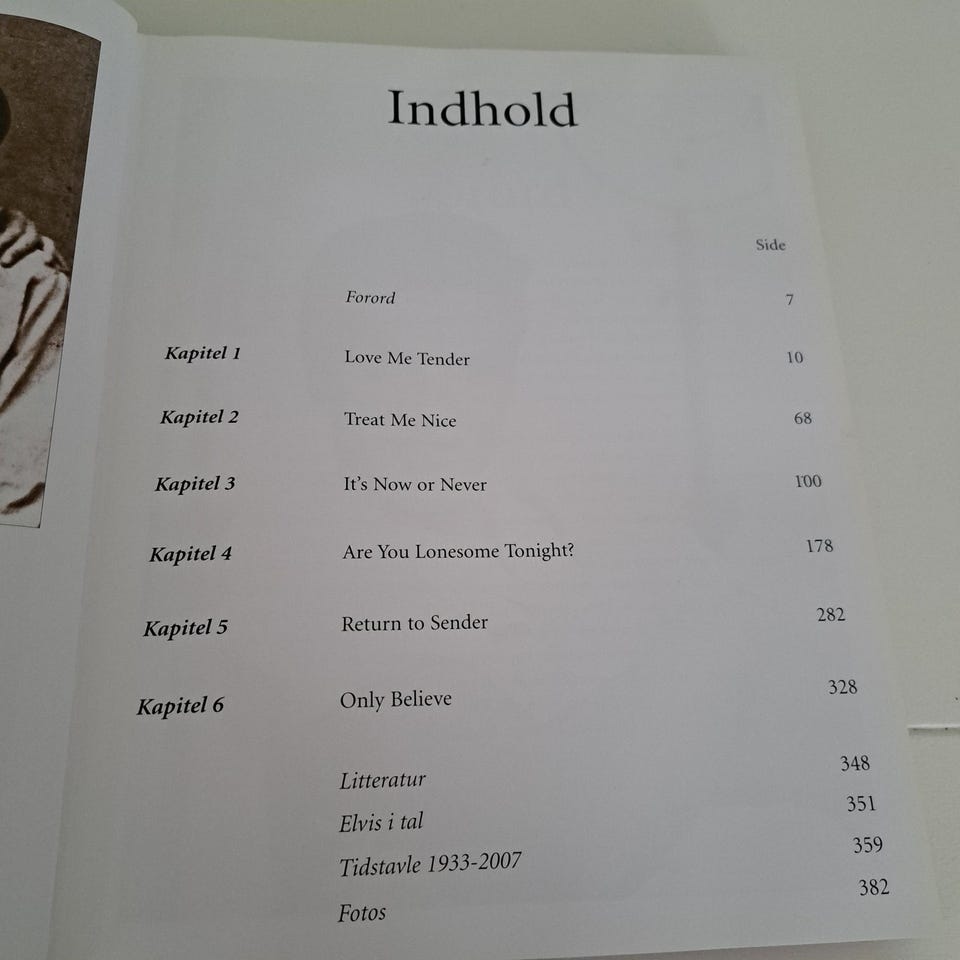 Indhold
Side
Forord 7
Kapitel 1 Love Me Tender 10
Kapitel 2 Treat Me Nice 68
Kapitel 3 It's Now or Never 100
Kapitel 4 Are You Lonesome Tonight? 178
Kapitel 5 Return to Sender 282
Kapitel 6 Only Believe 328
Litteratur 348
Elvis i tal 351
Tidstavle 1933-2007 359
Fotos 382